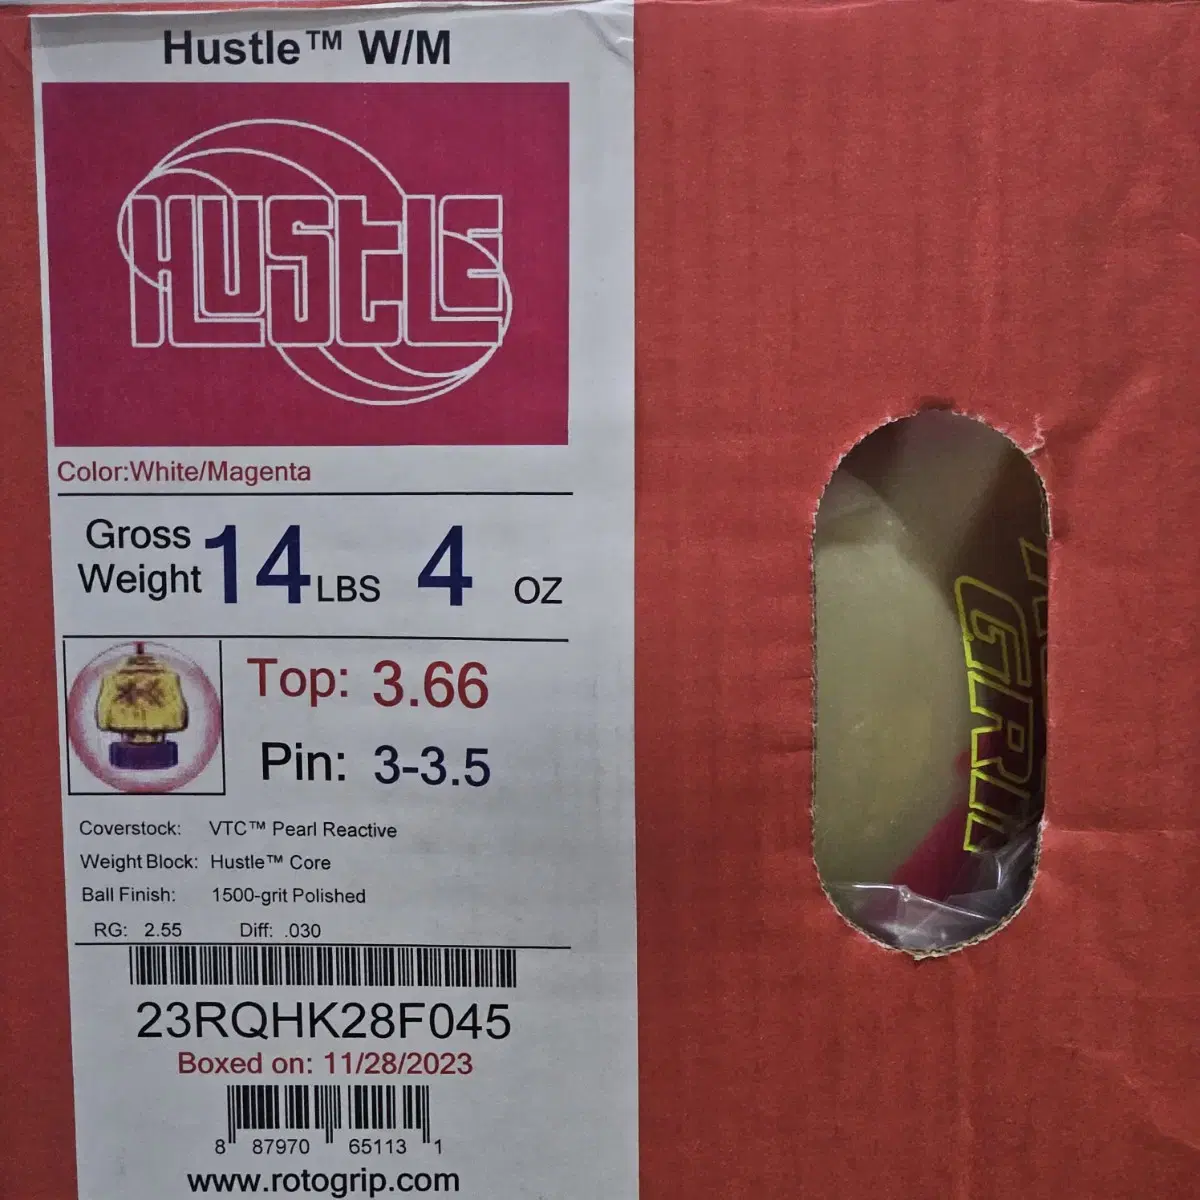 Hustle™ W/M
HUSTLE
Color:White/Magenta
Gross Weight 14 LBS 4 OZ
Top: 3.66
Pin: 3-3.5
Coverstock: VTC™ Pearl Reactive
Weight Block: Hustle™ Core
Ball Finish: 1500-grit Polished
RG: 2.55 Diff: .030
23RQHK28F045
Boxed on: 11/28/2023
8 87970 65113 1
www.rotogrip.com